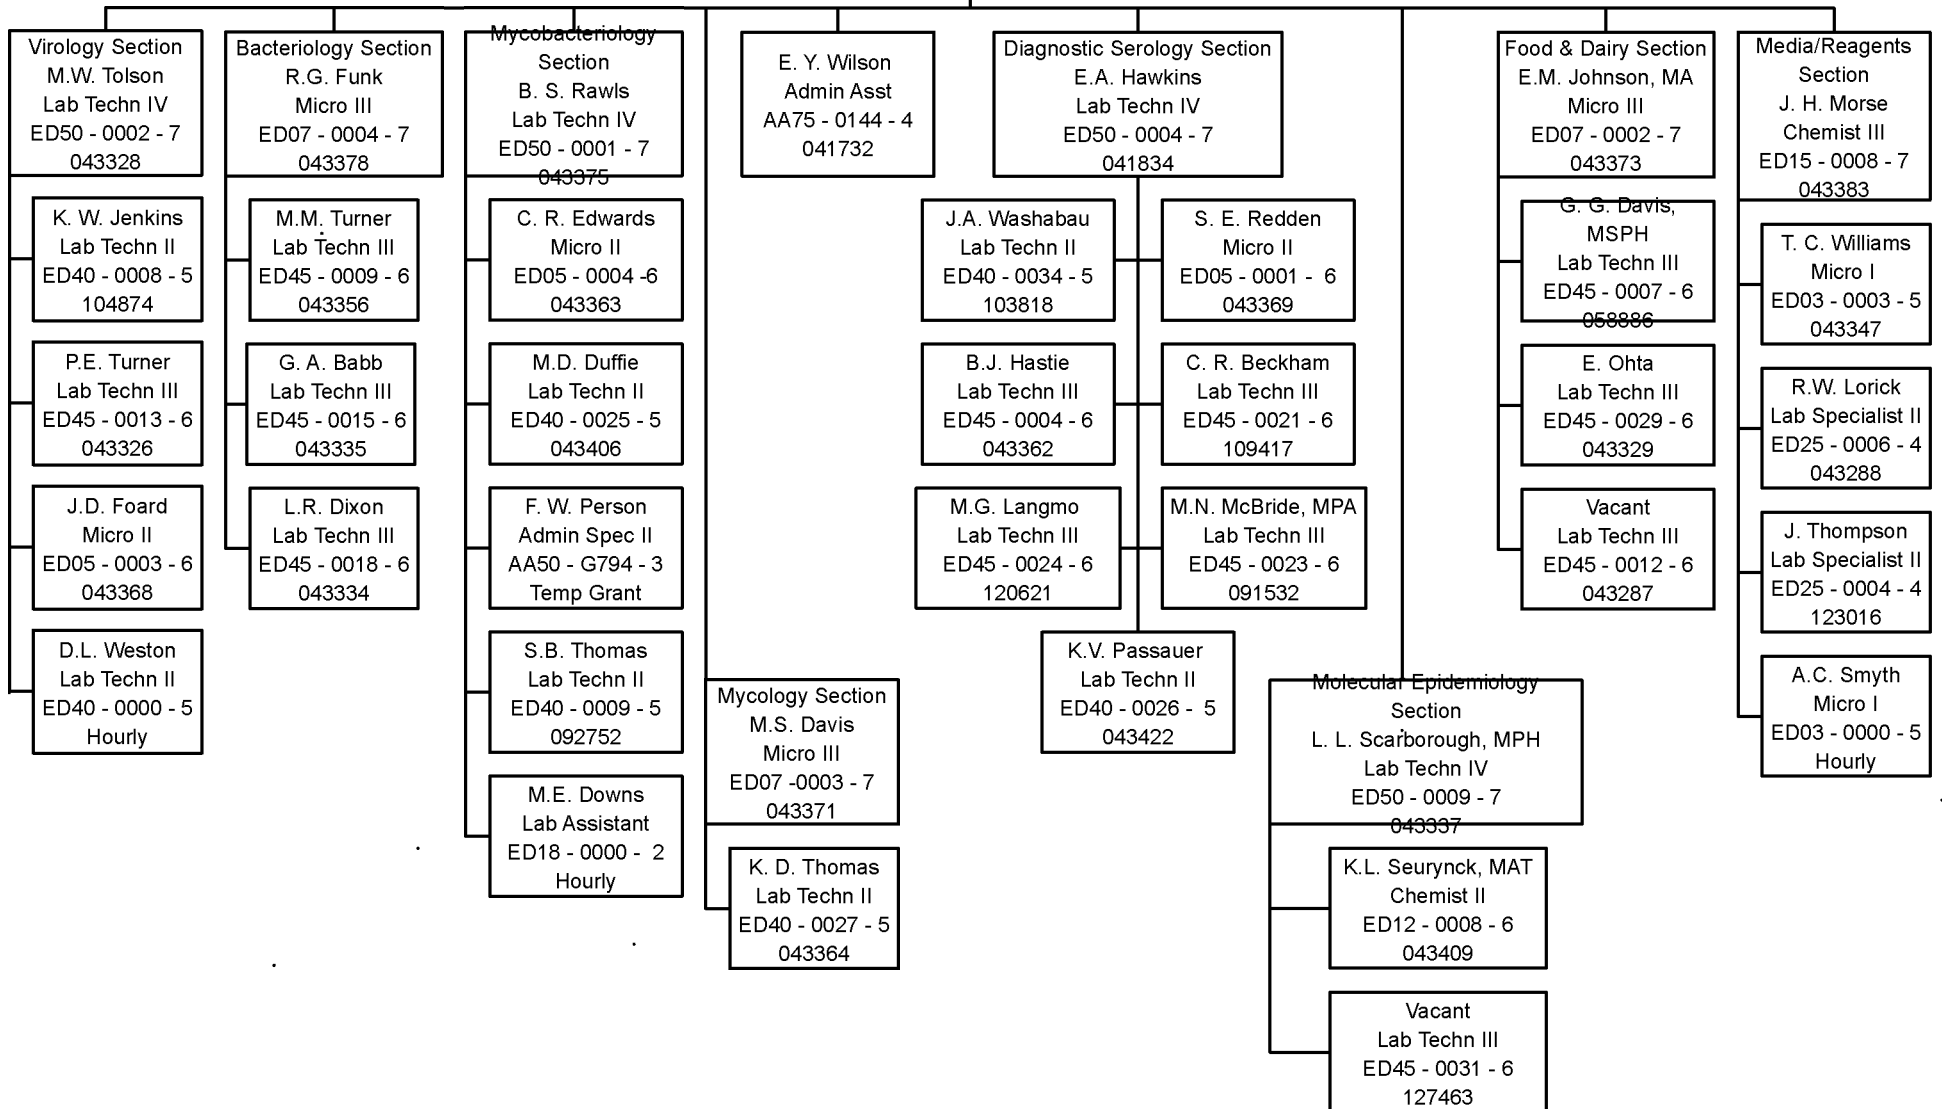 Virology Section
M.W. Tolson
Lab Techn IV
ED50 - 0002 - 7
043328
K. W. Jenkins
Lab Techn II
ED40 - 0008 - 5
104874
P.E. Turner
Lab Techn III
ED45 - 0013 - 6
043326
J.D. Foard
Micro II
ED05 - 0003 - 6
043368
D.L. Weston
Lab Techn II
ED40 - 0000 - 5
Hourly
Bacteriology Section
R.G. Funk
Micro III
ED07 - 0004 - 7
043378
M.M. Turner
Lab Techn III
ED45 - 0009 - 6
043356
G. A. Babb
Lab Techn III
ED45 - 0015 - 6
043335
L.R. Dixon
Lab Techn III
ED45 - 0018 - 6
043334
Mycobacteriology
Section
B. S. Rawls
Lab Techn IV
ED50 - 0001 - 7
043375
C. R. Edwards
Micro II
ED05 - 0004 -6
043363
M.D. Duffie
Lab Techn II
ED40 - 0025 - 5
043406
F. W. Person
Admin Spec II
AA50 - G794 - 3
Temp Grant
S.B. Thomas
Lab Techn II
ED40 - 0009 - 5
092752
M.E. Downs
Lab Assistant
ED18 - 0000 -  2
Hourly
Mycology Section
M.S. Davis
Micro III
ED07 -0003 - 7
043371
K. D. Thomas
Lab Techn II
ED40 - 0027 - 5
043364
E. Y. Wilson
Admin Asst
AA75 - 0144 - 4
041732
Diagnostic Serology Section
E.A. Hawkins
Lab Techn IV
ED50 - 0004 - 7
041834
J.A. Washabau
Lab Techn II
ED40 - 0034 - 5
103818
S. E. Redden
Micro II
ED05 - 0001 -  6
043369
B.J. Hastie
Lab Techn III
ED45 - 0004 - 6
043362
C. R. Beckham
Lab Techn III
ED45 - 0021 - 6
109417
M.G. Langmo
Lab Techn III
ED45 - 0024 - 6
120621
M.N. McBride, MPA
Lab Techn III
ED45 - 0023 - 6
091532
K.V. Passauer
Lab Techn II
ED40 - 0026 -  5
043422
Molecular Epidemiology
Section
L. L. Scarborough, MPH
Lab Techn IV
ED50 - 0009 - 7
043337
K.L. Seurynck, MAT
Chemist II
ED12 - 0008 - 6
043409
Vacant
Lab Techn III
ED45 - 0031 - 6
127463
Food & Dairy Section
E.M. Johnson, MA
Micro III
ED07 - 0002 - 7
043373
G. G. Davis,
MSPH
Lab Techn III
ED45 - 0007 - 6
058886
E. Ohta
Lab Techn III
ED45 - 0029 - 6
043329
Vacant
Lab Techn III
ED45 - 0012 - 6
043287
Media/Reagents
Section
J. H. Morse
Chemist III
ED15 - 0008 - 7
043383
T. C. Williams
Micro I
ED03 - 0003 - 5
043347
R.W. Lorick
Lab Specialist II
ED25 - 0006 - 4
043288
J. Thompson
Lab Specialist II
ED25 - 0004 - 4
123016
A.C. Smyth
Micro I
ED03 - 0000 - 5
Hourly